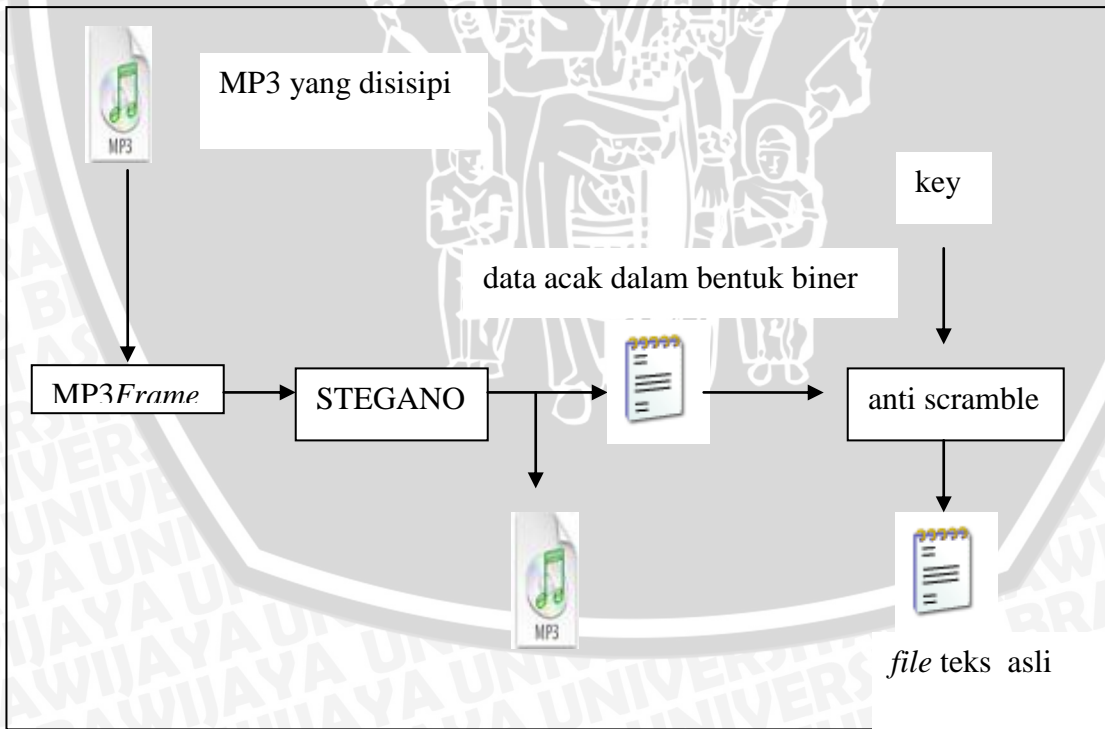 MP3 yang disisipi
MP3
key
data acak dalam bentuk biner
MP3Frame
STEGANO
anti scramble
MP3
file teks asli